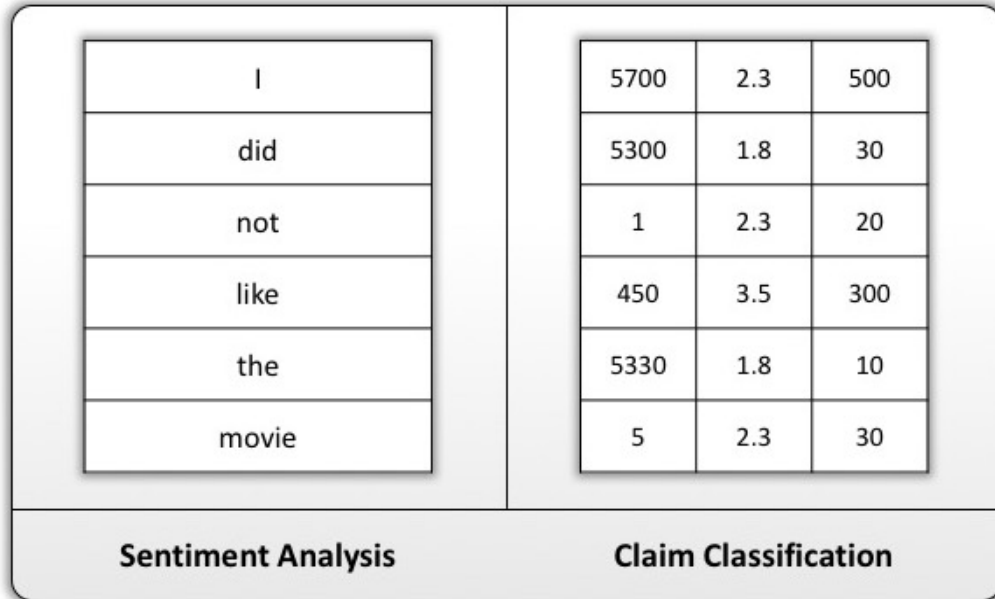 I
did
not
like
the
movie
5700 2.3 500
5300 1.8 30
1 2.3 20
450 3.5 300
5330 1.8 10
5 2.3 30
Sentiment Analysis
Claim Classification